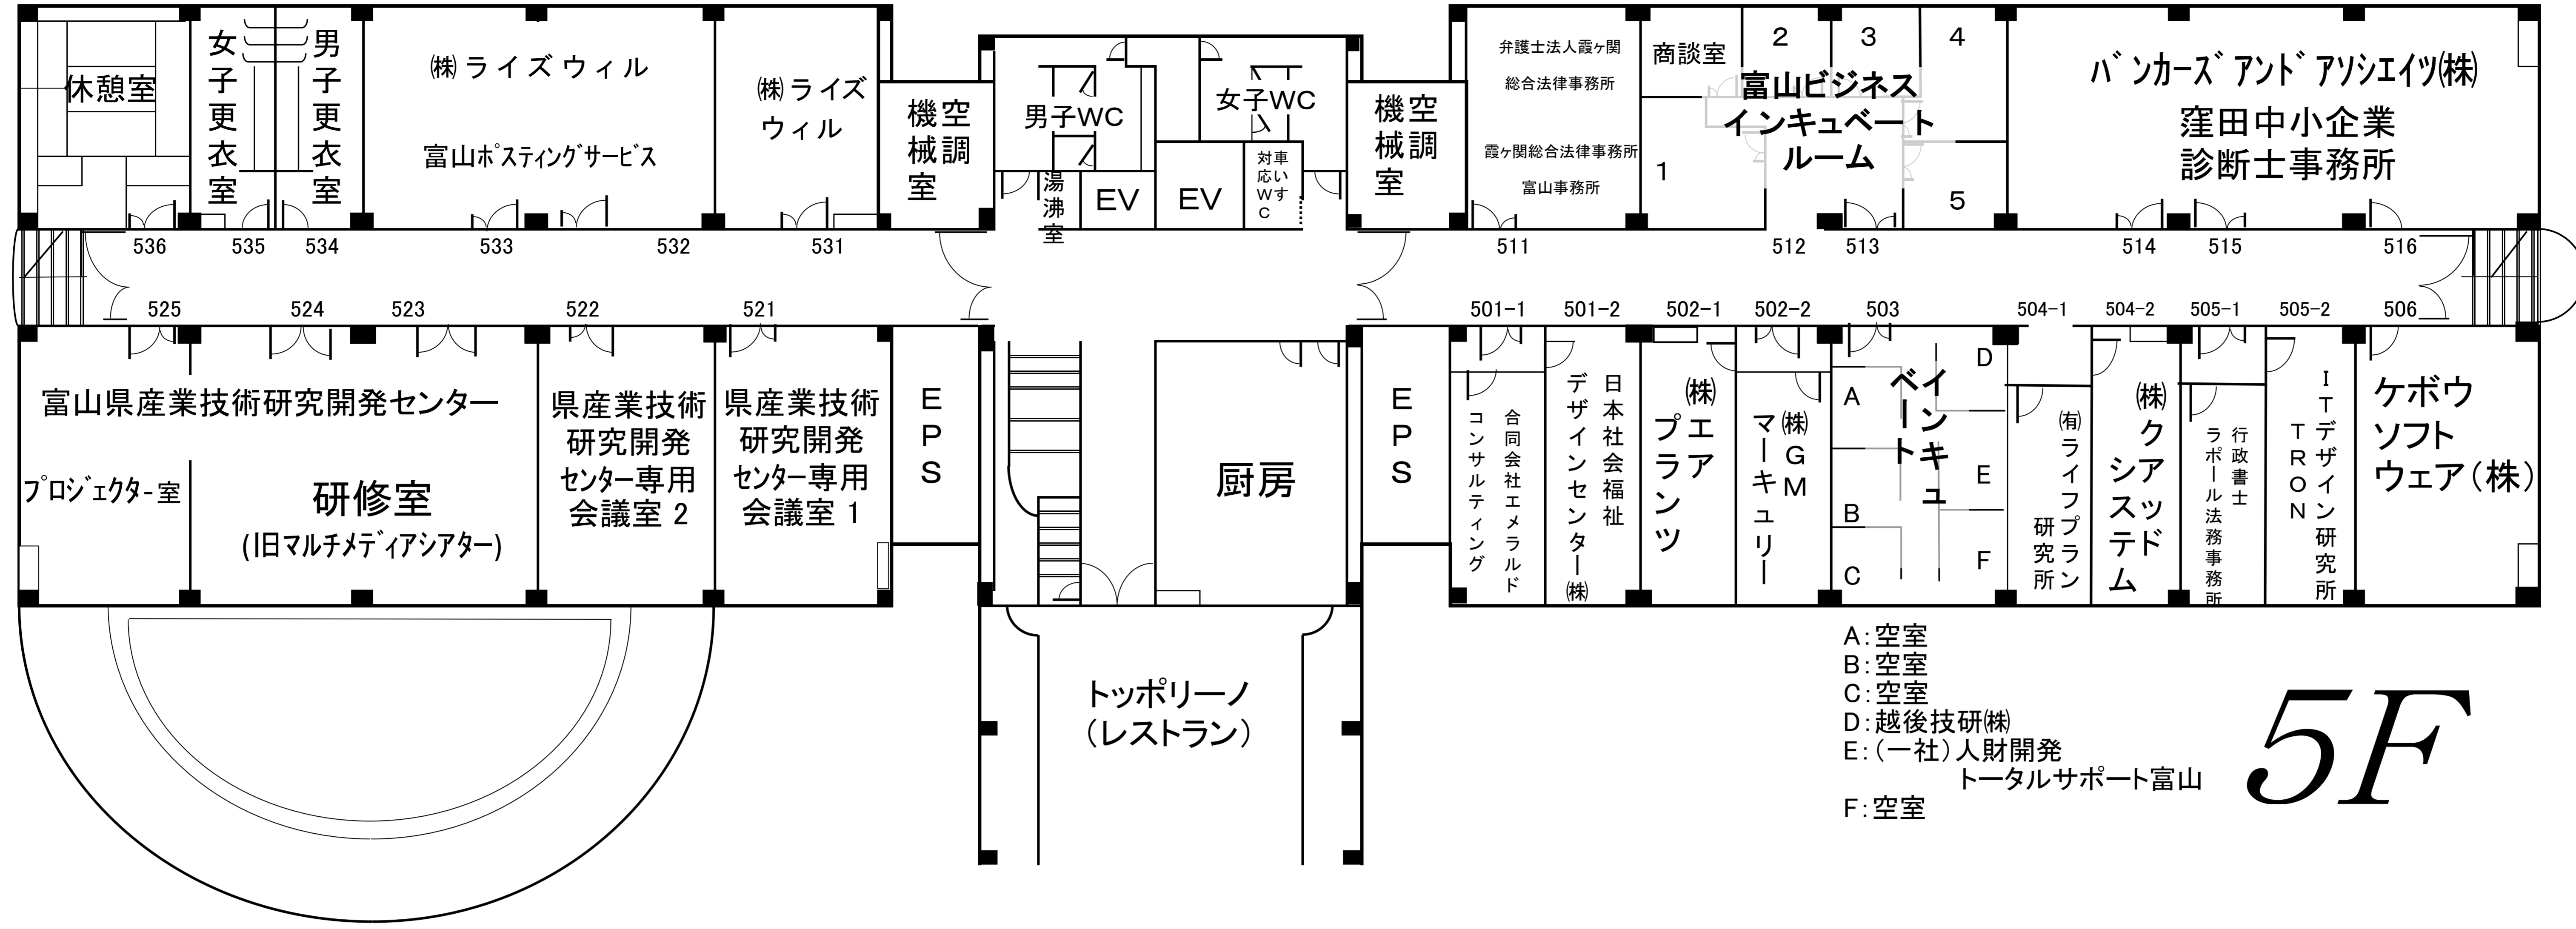 休憩室
女子更衣室
男子更衣室
㈱ライズウィル
富山ポスティングサービス
㈱ライズ
ウィル
空調
機械室
男子WC
女子WC
湯沸室
EV
EV
車いす
対応WC
空調
機械室
弁護士法人霞ヶ関
総合法律事務所
霞ヶ関総合法律事務所
富山事務所
商談室
1
2
3
4
5
富山ビジネス
インキュベート
ルーム
バンカーズアンドアソシエイツ㈱
窪田中小企業
診断士事務所
536
535
534
533
532
531
511
512
513
514
515
516
525
524
523
522
521
501-1
501-2
502-1
502-2
503
504-1
504-2
505-1
505-2
506
富山県産業技術研究開発センター
プロジェクター室
研修室
(旧マルチメディアシアター)
県産業技術
研究開発
センター専用
会議室 2
県産業技術
研究開発
センター専用
会議室 1
EPS
厨房
EPS
合同会社エメラルド
コンサルティング
日本社会福祉
デザインセンター㈱
㈱エア
プランツ
㈱GM
マーキュリー
インキュ
ベート
A
B
C
D
E
F
㈲ライフプラン
研究所
㈱クアッド
システム
行政書士
ラポール法務事務所
ITデザイン研究所
TRON
ケボウ
ソフト
ウェア(株)
トッポリーノ
(レストラン)
A:空室
B:空室
C:空室
D:越後技研㈱
E:(一社)人財開発
トータルサポート富山
F:空室
5F